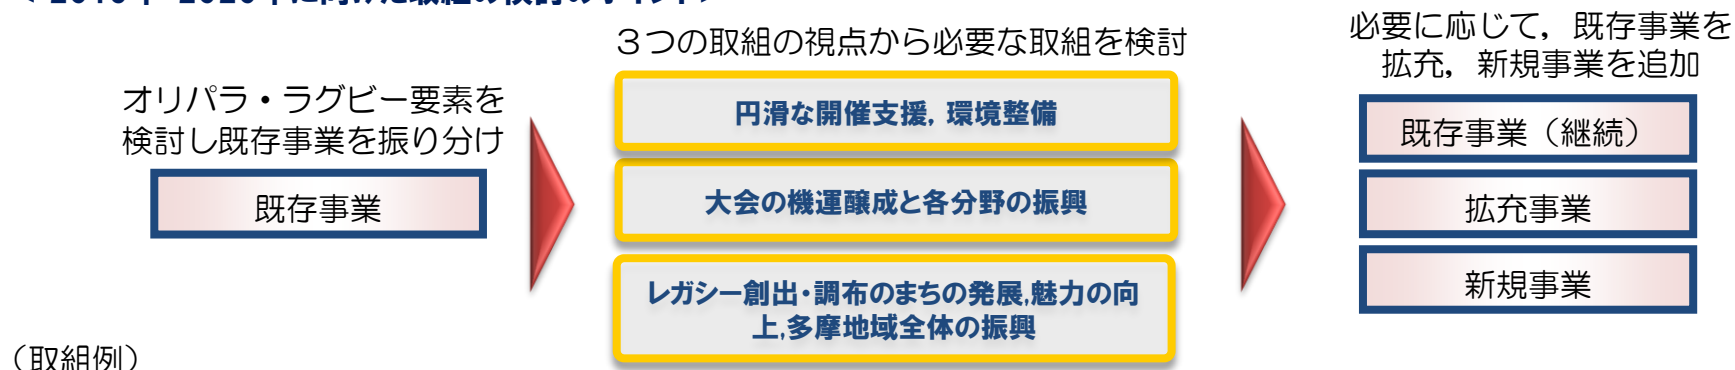 3つの取組の視点から必要な取組を検討
必要に応じて，既存事業を
拡充，新規事業を追加
オリパラ・ラグビー要素を
検討し既存事業を振り分け
既存事業
円滑な開催支援，環境整備
大会の機運醸成と各分野の振興
レガシー創出・調布のまちの発展,魅力の向
上,多摩地域全体の振興
既存事業（継続）
拡充事業
新規事業
（取組例）